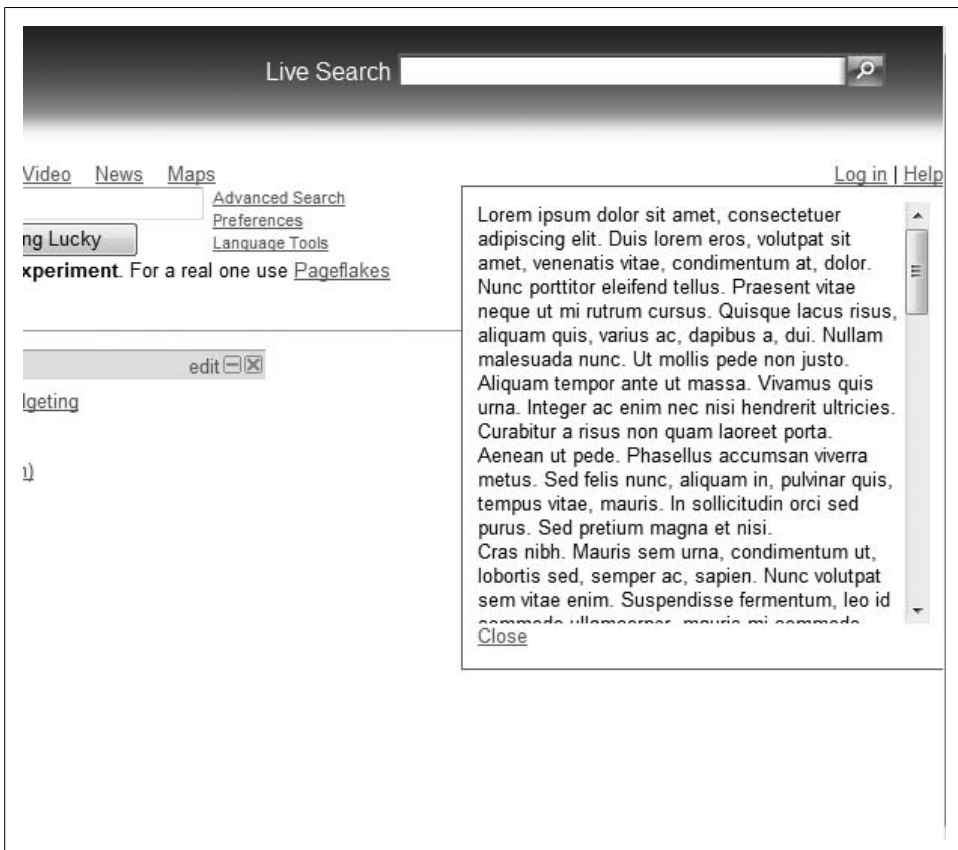 Live Search
Video News Maps
Log in | Help
Advanced Search
Preferences
Language Tools
ng Lucky
xperiment. For a real one use Pageflakes
edit
lgeting
)
Lorem ipsum dolor sit amet, consectetuer
adipiscing elit. Duis lorem eros, volutpat sit
amet, venenatis vitae, condimentum at, dolor.
Nunc porttitor eleifend tellus. Praesent vitae
neque ut mi rutrum cursus. Quisque lacus risus,
aliquam quis, varius ac, dapibus a, dui. Nullam
malesuada nunc. Ut mollis pede non justo.
Aliquam tempor ante ut massa. Vivamus quis
urna. Integer ac enim nec nisi hendrerit ultricies.
Curabitur a risus non quam laoreet porta.
Aenean ut pede. Phasellus accumsan viverra
metus. Sed felis nunc, aliquam in, pulvinar quis,
tempus vitae, mauris. In sollicitudin orci sed
purus. Sed pretium magna et nisi.
Cras nibh. Mauris sem urna, condimentum ut,
lobortis sed, semper ac, sapien. Nunc volutpat
sem vitae enim. Suspendisse fermentum, leo id
Close